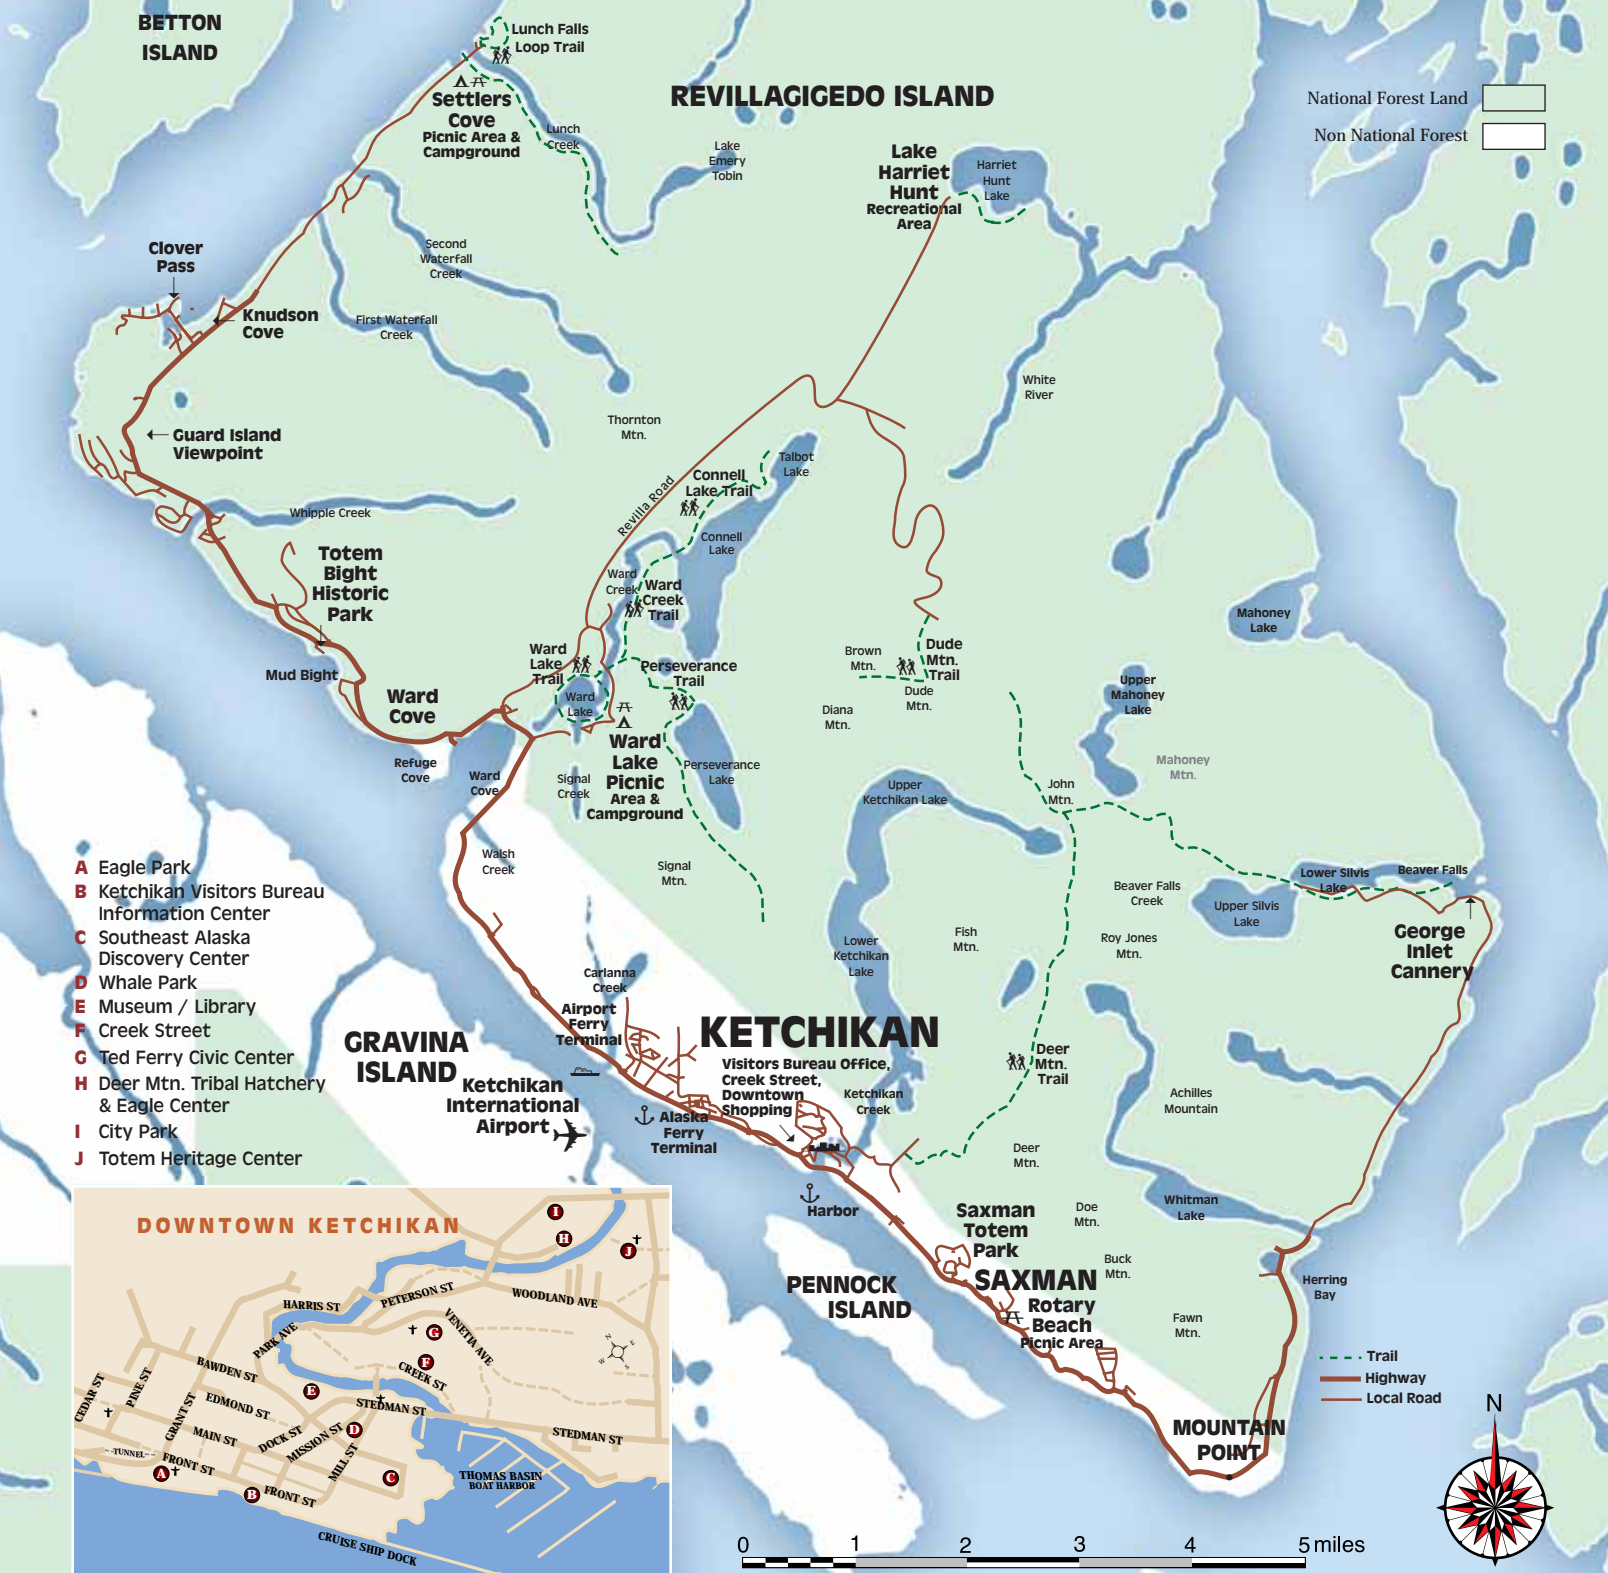 BETTON
ISLAND
Lunch Falls
Loop Trail
Settlers
Cove
Picnic Area &
Campground
Lunch
Creek
REVILLAGIGEDO ISLAND
Lake
Emery
Tobin
Lake
Harriet
Hunt
Recreational
Area
Harriet
Hunt
Lake
National Forest Land
Non National Forest
Clover
Pass
Knudson
Cove
Second
Waterfall
Creek
First Waterfall
Creek
Guard Island
Viewpoint
Thornton
Mtn.
White
River
Whipple Creek
Revilla Road
Connell
Lake Trail
Talbot
Lake
Connell
Lake
Totem
Bight
Historic
Park
Ward
Creek
Ward
Creek
Trail
Mahoney
Lake
Mud Bight
Ward
Lake
Trail
Ward
Lake
Perseverance
Trail
Brown
Mtn.
Dude
Mtn.
Trail
Dude
Mtn.
Diana
Mtn.
Upper
Mahoney
Lake
Mahoney
Mtn.
Ward
Cove
Refuge
Cove
Ward
Cove
Signal
Creek
Ward
Lake
Picnic
Area &
Campground
Perseverance
Lake
Upper
Ketchikan Lake
John
Mtn.
Walsh
Creek
Signal
Mtn.
Beaver Falls
Creek
Lower Silvis
Lake
Beaver Falls
Upper Silvis
Lake
George
Inlet
Cannery
Roy Jones
Mtn.
Fish
Mtn.
Lower
Ketchikan
Lake
Carlanna
Creek
A Eagle Park
B Ketchikan Visitors Bureau
Information Center
C Southeast Alaska
Discovery Center
D Whale Park
E Museum / Library
F Creek Street
G Ted Ferry Civic Center
H Deer Mtn. Tribal Hatchery
& Eagle Center
I City Park
J Totem Heritage Center
GRAVINA
ISLAND
Airport
Ferry
Terminal
Ketchikan
International
Airport
KETCHIKAN
Visitors Bureau Office,
Creek Street,
Downtown
Shopping
Alaska
Ferry
Terminal
Ketchikan
Creek
Deer
Mtn.
Trail
Achilles
Mountain
Deer
Mtn.
Harbor
Whitman
Lake
Doe
Mtn.
Saxman
Totem
Park
Buck
Mtn.
SAXMAN
Herring
Bay
PENNOCK
ISLAND
Rotary
Beach
Picnic Area
Fawn
Mtn.
Trail
Highway
Local Road
MOUNTAIN
POINT
N
0 1 2 3 4 5 miles
DOWNTOWN KETCHIKAN
I
H
J
HARRIS ST
PETERSON ST
WOODLAND AVE
PARK AVE
VENETIA AVE
G
F
CREEK ST
N
E
S
W
BAWDEN ST
E
CEDAR ST
PINE ST
GRANT ST
EDMOND ST
STEDMAN ST
MAIN ST
DOCK ST
MISSION ST
D
MILL ST
STEDMAN ST
TUNNEL
FRONT ST
A
B
FRONT ST
C
THOMAS BASIN
BOAT HARBOR
CRUISE SHIP DOCK